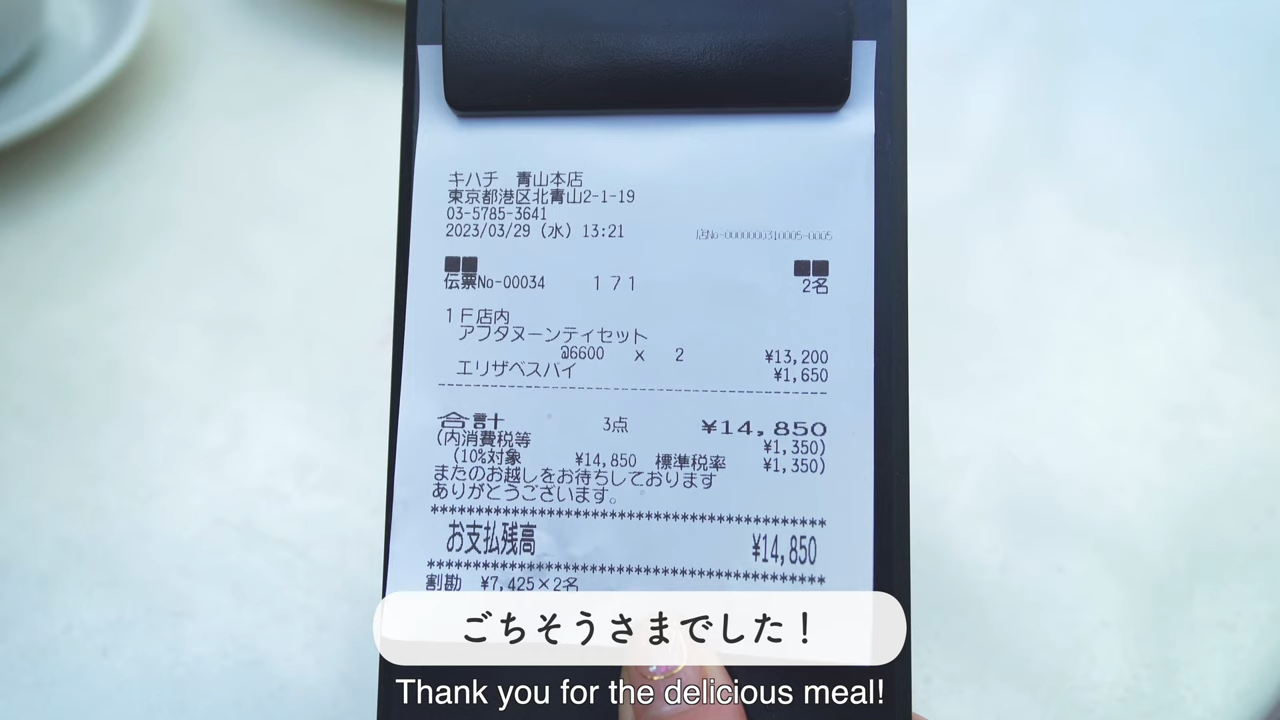 キハチ 青山本店
東京都港区北青山2-1-19
03-5785-3641
2023/03/29（水）13:21
店No-0000000310005-0005
伝票No-00034 171 2名
1F店内
アフタヌーンティセット
@6600 x 2 ¥13,200
エリザベスパイ ¥1,650
合計 3点 ¥14,850
(内消費税等 ¥1,350)
(10%対象 ¥14,850 標準税率 ¥1,350)
またのお越しをお待ちしております
ありがとうございます。
************************************
お支払残高 ¥14,850
************************************
割勘 ¥7,425×2名
ごちそうさまでした！
Thank you for the delicious meal!